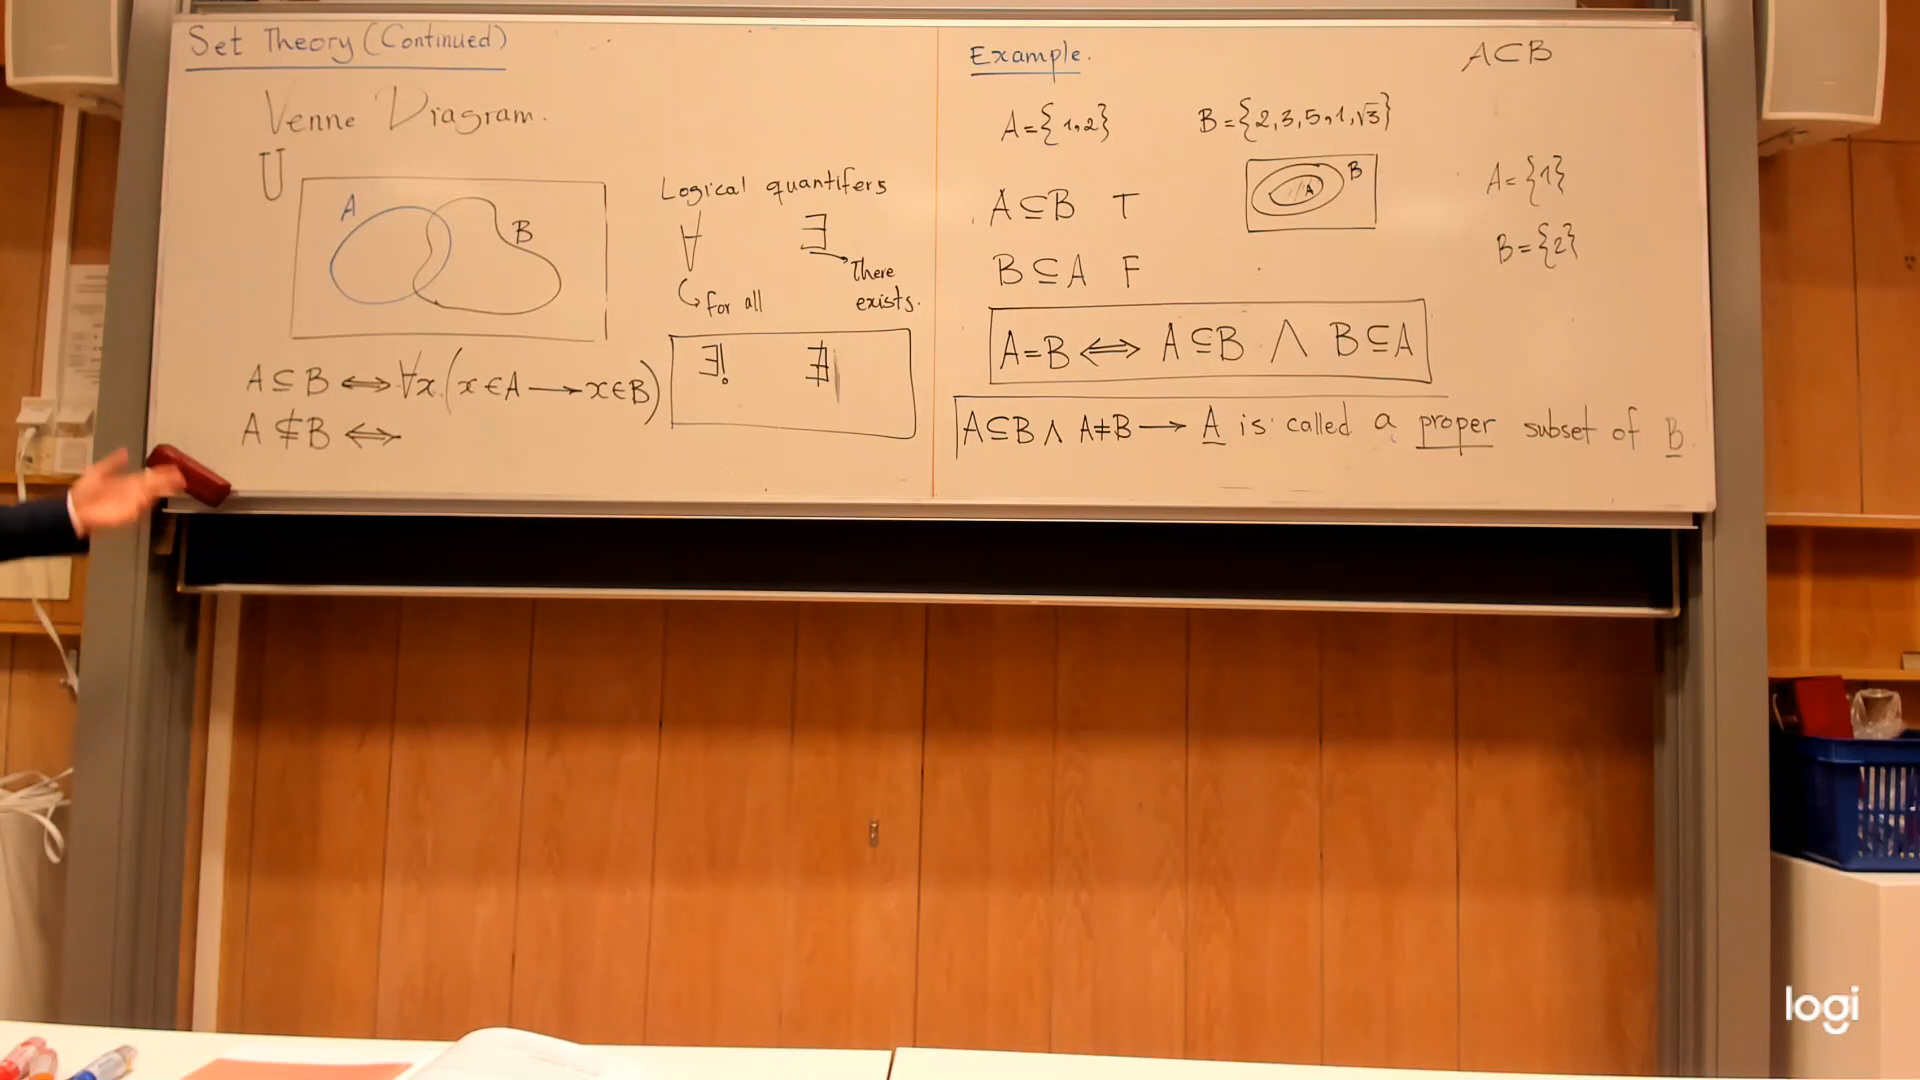 Set Theory (Continued)
Venne Diagram.
U
A
B
Logical quantifers
∀ ∃
for all
There
exists.
∃! ∄
A ⊆ B ⟺ ∀x (x ∈ A ⟶ x ∈ B)
A ⊈ B ⟺
Example.
A ⊂ B
A = { 1, 2 }
B = {2, 3, 5, 1, √3}
B
A
A = {1}
B = {2}
A ⊆ B T
B ⊆ A F
A = B ⟺ A ⊆ B ∧ B ⊆ A
A ⊆ B ∧ A ≠ B ⟶ A is called a proper subset of B
logi